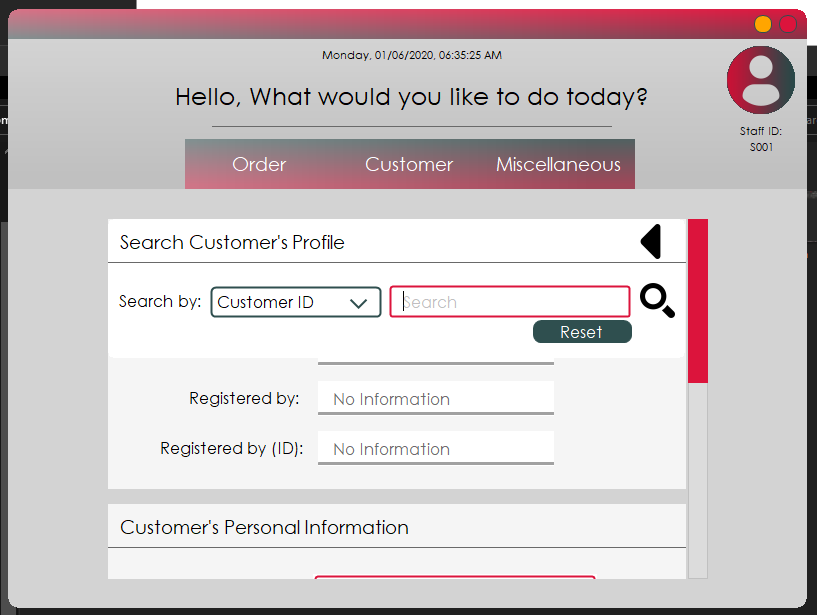 Monday, 01/06/2020, 06:35:25 AM
Hello, What would you like to do today?
Staff ID:
S001
Order Customer Miscellaneous
Search Customer's Profile
Search by: Customer ID Search
Reset
Registered by: No Information
Registered by (ID): No Information
Customer's Personal Information